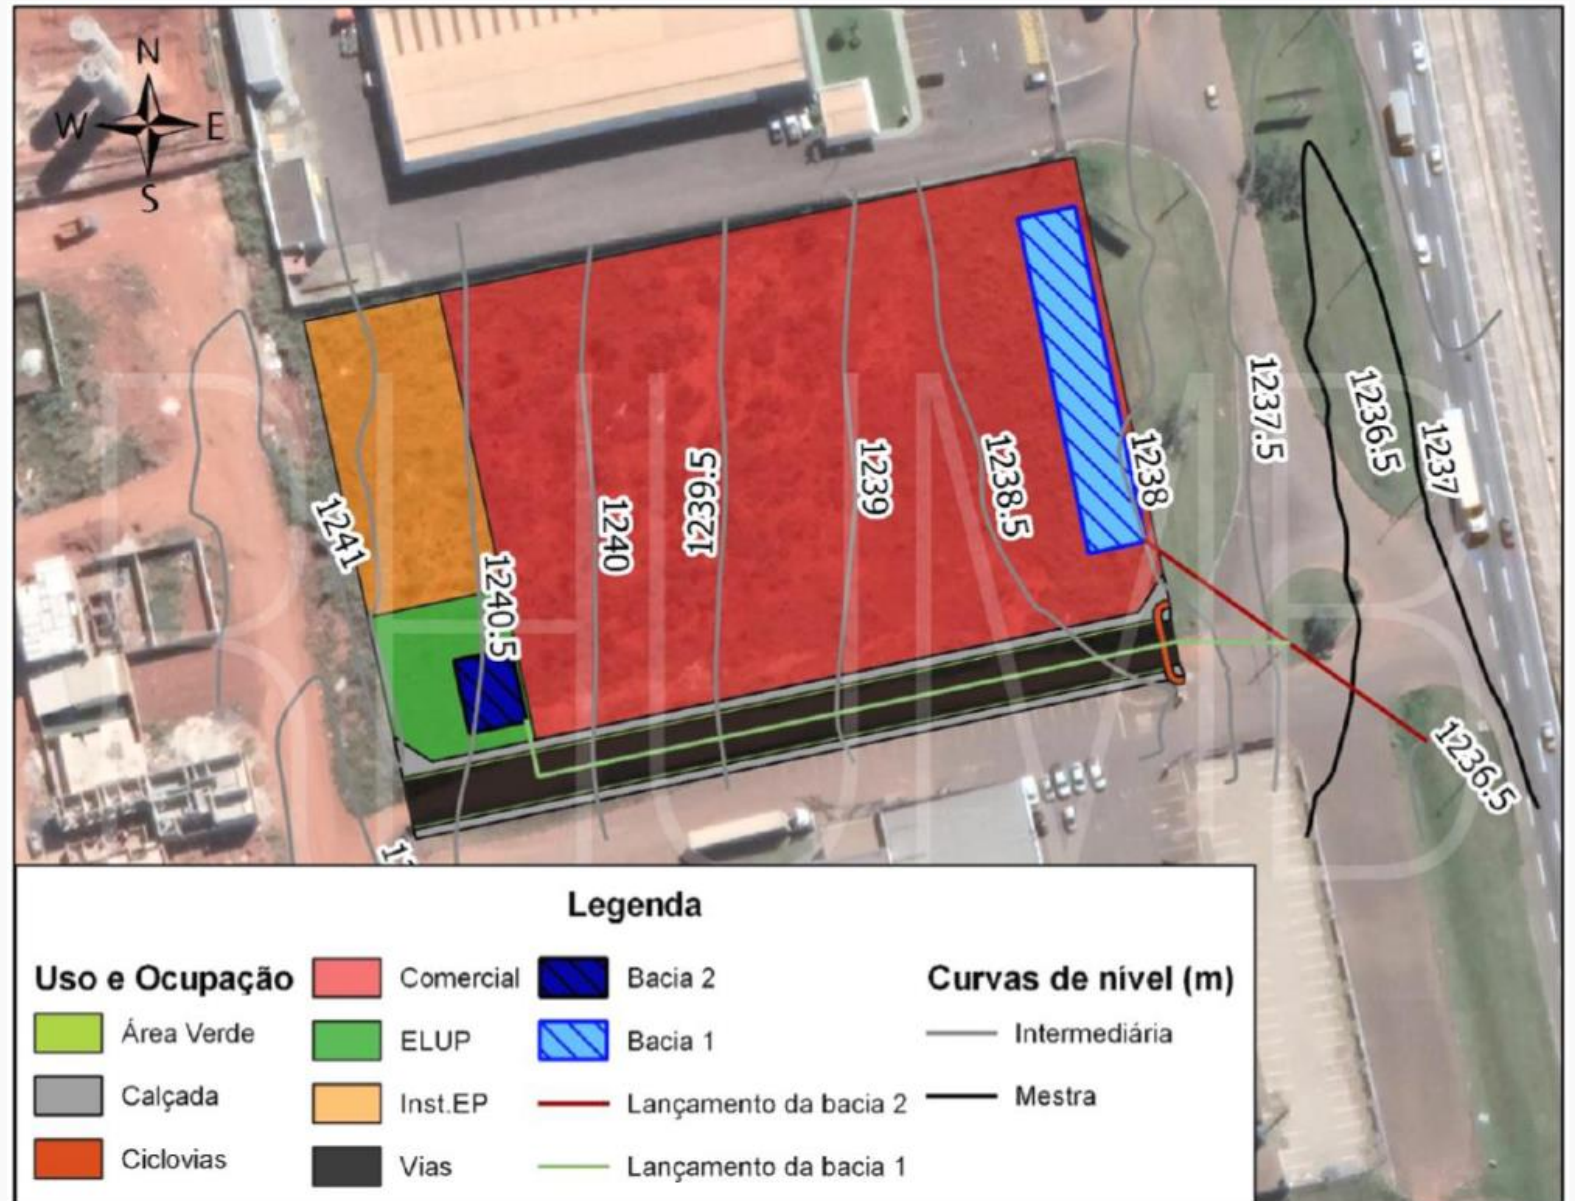 N
W E
S
1241
1240.5
1240
1239.5
1239
1238.5
1238
1237.5
1236.5
1237
1236.5
RHUMB
Legenda
Uso e Ocupação
Área Verde
Calçada
Ciclovias
Comercial
ELUP
Inst.EP
Vias
Bacia 2
Bacia 1
Lançamento da bacia 2
Lançamento da bacia 1
Curvas de nível (m)
Intermediária
Mestra